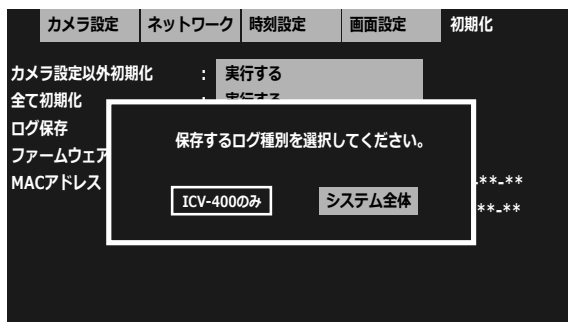 カメラ設定 ネットワーク 時刻設定 画面設定 初期化
カメラ設定以外初期化 : 実行する
全て初期化 : 実行する
ログ保存
ファームウェア
MACアドレス
保存するログ種別を選択してください。
ICV-400のみ システム全体
-**-**
**-**